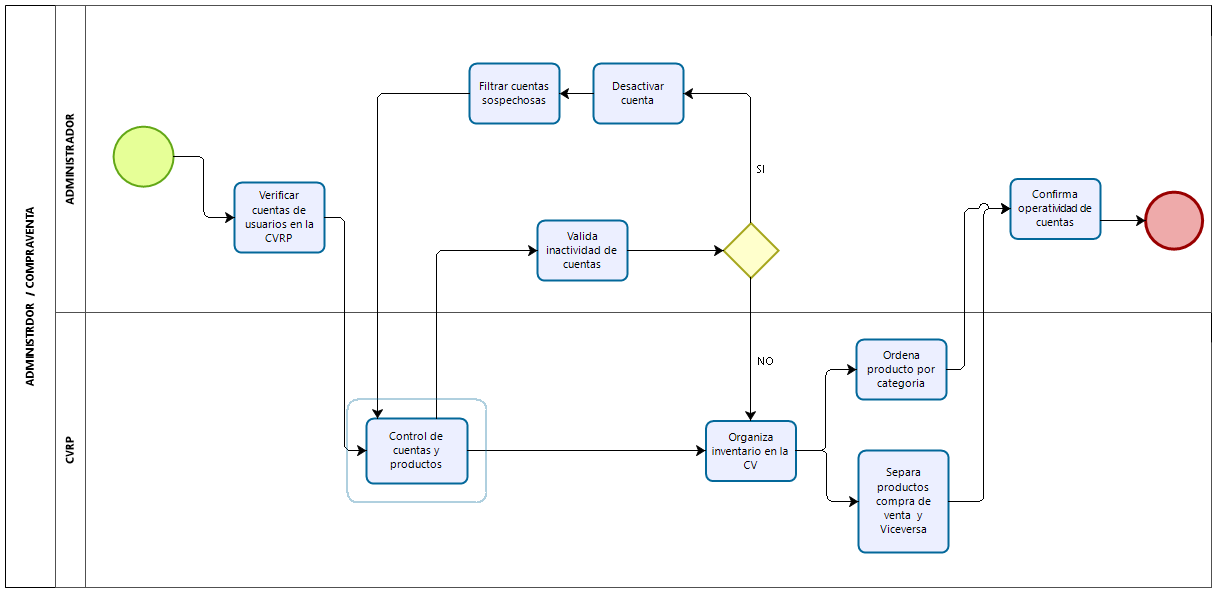 ADMINISTRDOR / COMPRAVENTA
ADMINISTRADOR
Filtrar cuentas
sospechosas
Desactivar
cuenta
SI
Verificar
cuentas de
usuarios en la
CVRP
Valida
inactividad de
cuentas
Confirma
operatividad de
cuentas
CVRP
NO
Ordena
producto por
categoria
Control de
cuentas y
productos
Organiza
inventario en la
CV
Separa
productos
compra de
venta y
Viceversa